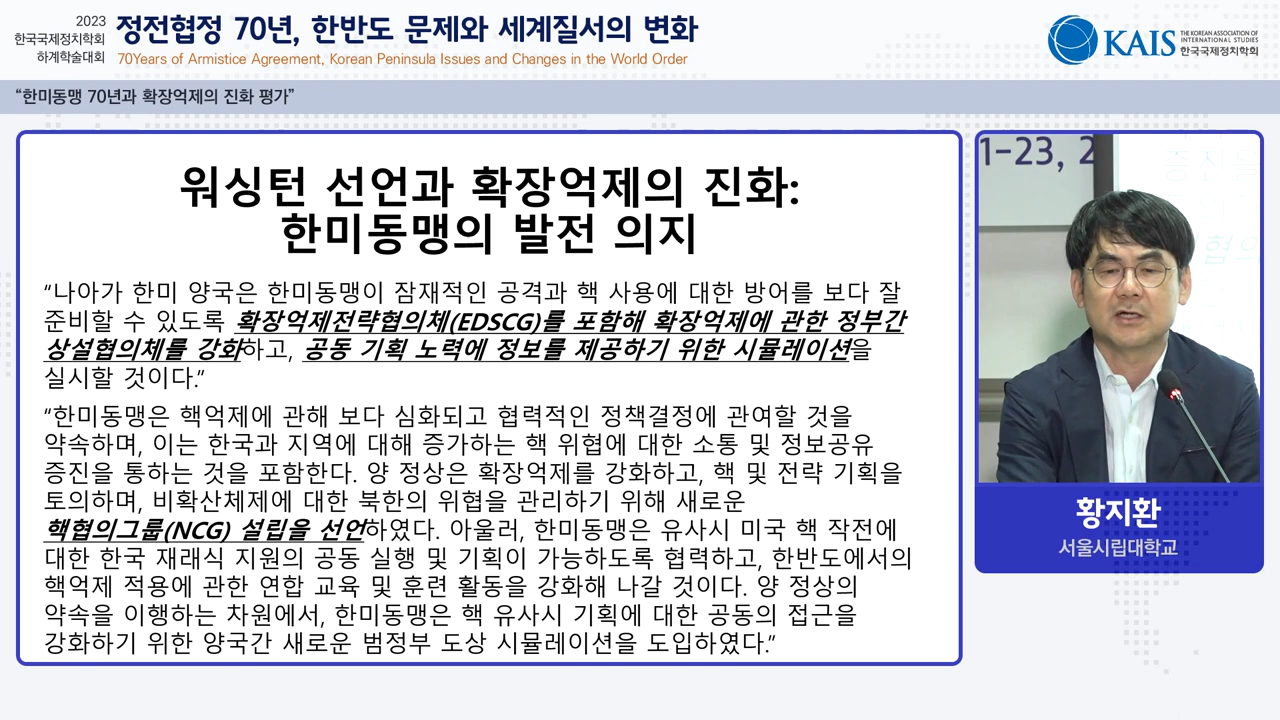 2023
한국국제정치학회
하계학술대회
정전협정 70년, 한반도 문제와 세계질서의 변화
70Years of Armistice Agreement, Korean Peninsula Issues and Changes in the World Order
KAIS
THE KOREAN ASSOCIATION OF
INTERNATIONAL STUDIES
한국국제정치학회
“한미동맹 70년과 확장억제의 진화 평가”
워싱턴 선언과 확장억제의 진화:
한미동맹의 발전 의지
“나아가 한미 양국은 한미동맹이 잠재적인 공격과 핵 사용에 대한 방어를 보다 잘
준비할 수 있도록 확장억제전략협의체(EDSCG)를 포함해 확장억제에 관한 정부간
상설협의체를 강화하고, 공동 기획 노력에 정보를 제공하기 위한 시뮬레이션을
실시할 것이다.”
“한미동맹은 핵억제에 관해 보다 심화되고 협력적인 정책결정에 관여할 것을
약속하며, 이는 한국과 지역에 대해 증가하는 핵 위협에 대한 소통 및 정보공유
증진을 통하는 것을 포함한다. 양 정상은 확장억제를 강화하고, 핵 및 전략 기획을
토의하며, 비확산체제에 대한 북한의 위협을 관리하기 위해 새로운
핵협의그룹(NCG) 설립을 선언하였다. 아울러, 한미동맹은 유사시 미국 핵 작전에
대한 한국 재래식 지원의 공동 실행 및 기획이 가능하도록 협력하고, 한반도에서의
핵억제 적용에 관한 연합 교육 및 훈련 활동을 강화해 나갈 것이다. 양 정상의
약속을 이행하는 차원에서, 한미동맹은 핵 유사시 기획에 대한 공동의 접근을
강화하기 위한 양국간 새로운 범정부 도상 시뮬레이션을 도입하였다.”
1-23, 2
증진을
협의
황지환
서울시립대학교